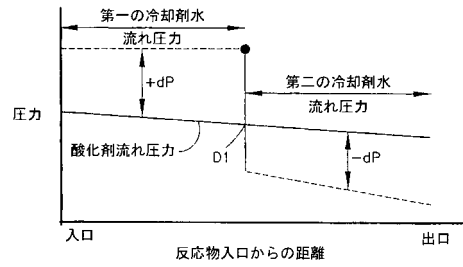 第一の冷却剤水
流れ圧力
+dP
第二の冷却剤水
流れ圧力
圧力
酸化剤流れ圧力
D1
-dP
入口
出口
反応物入口からの距離